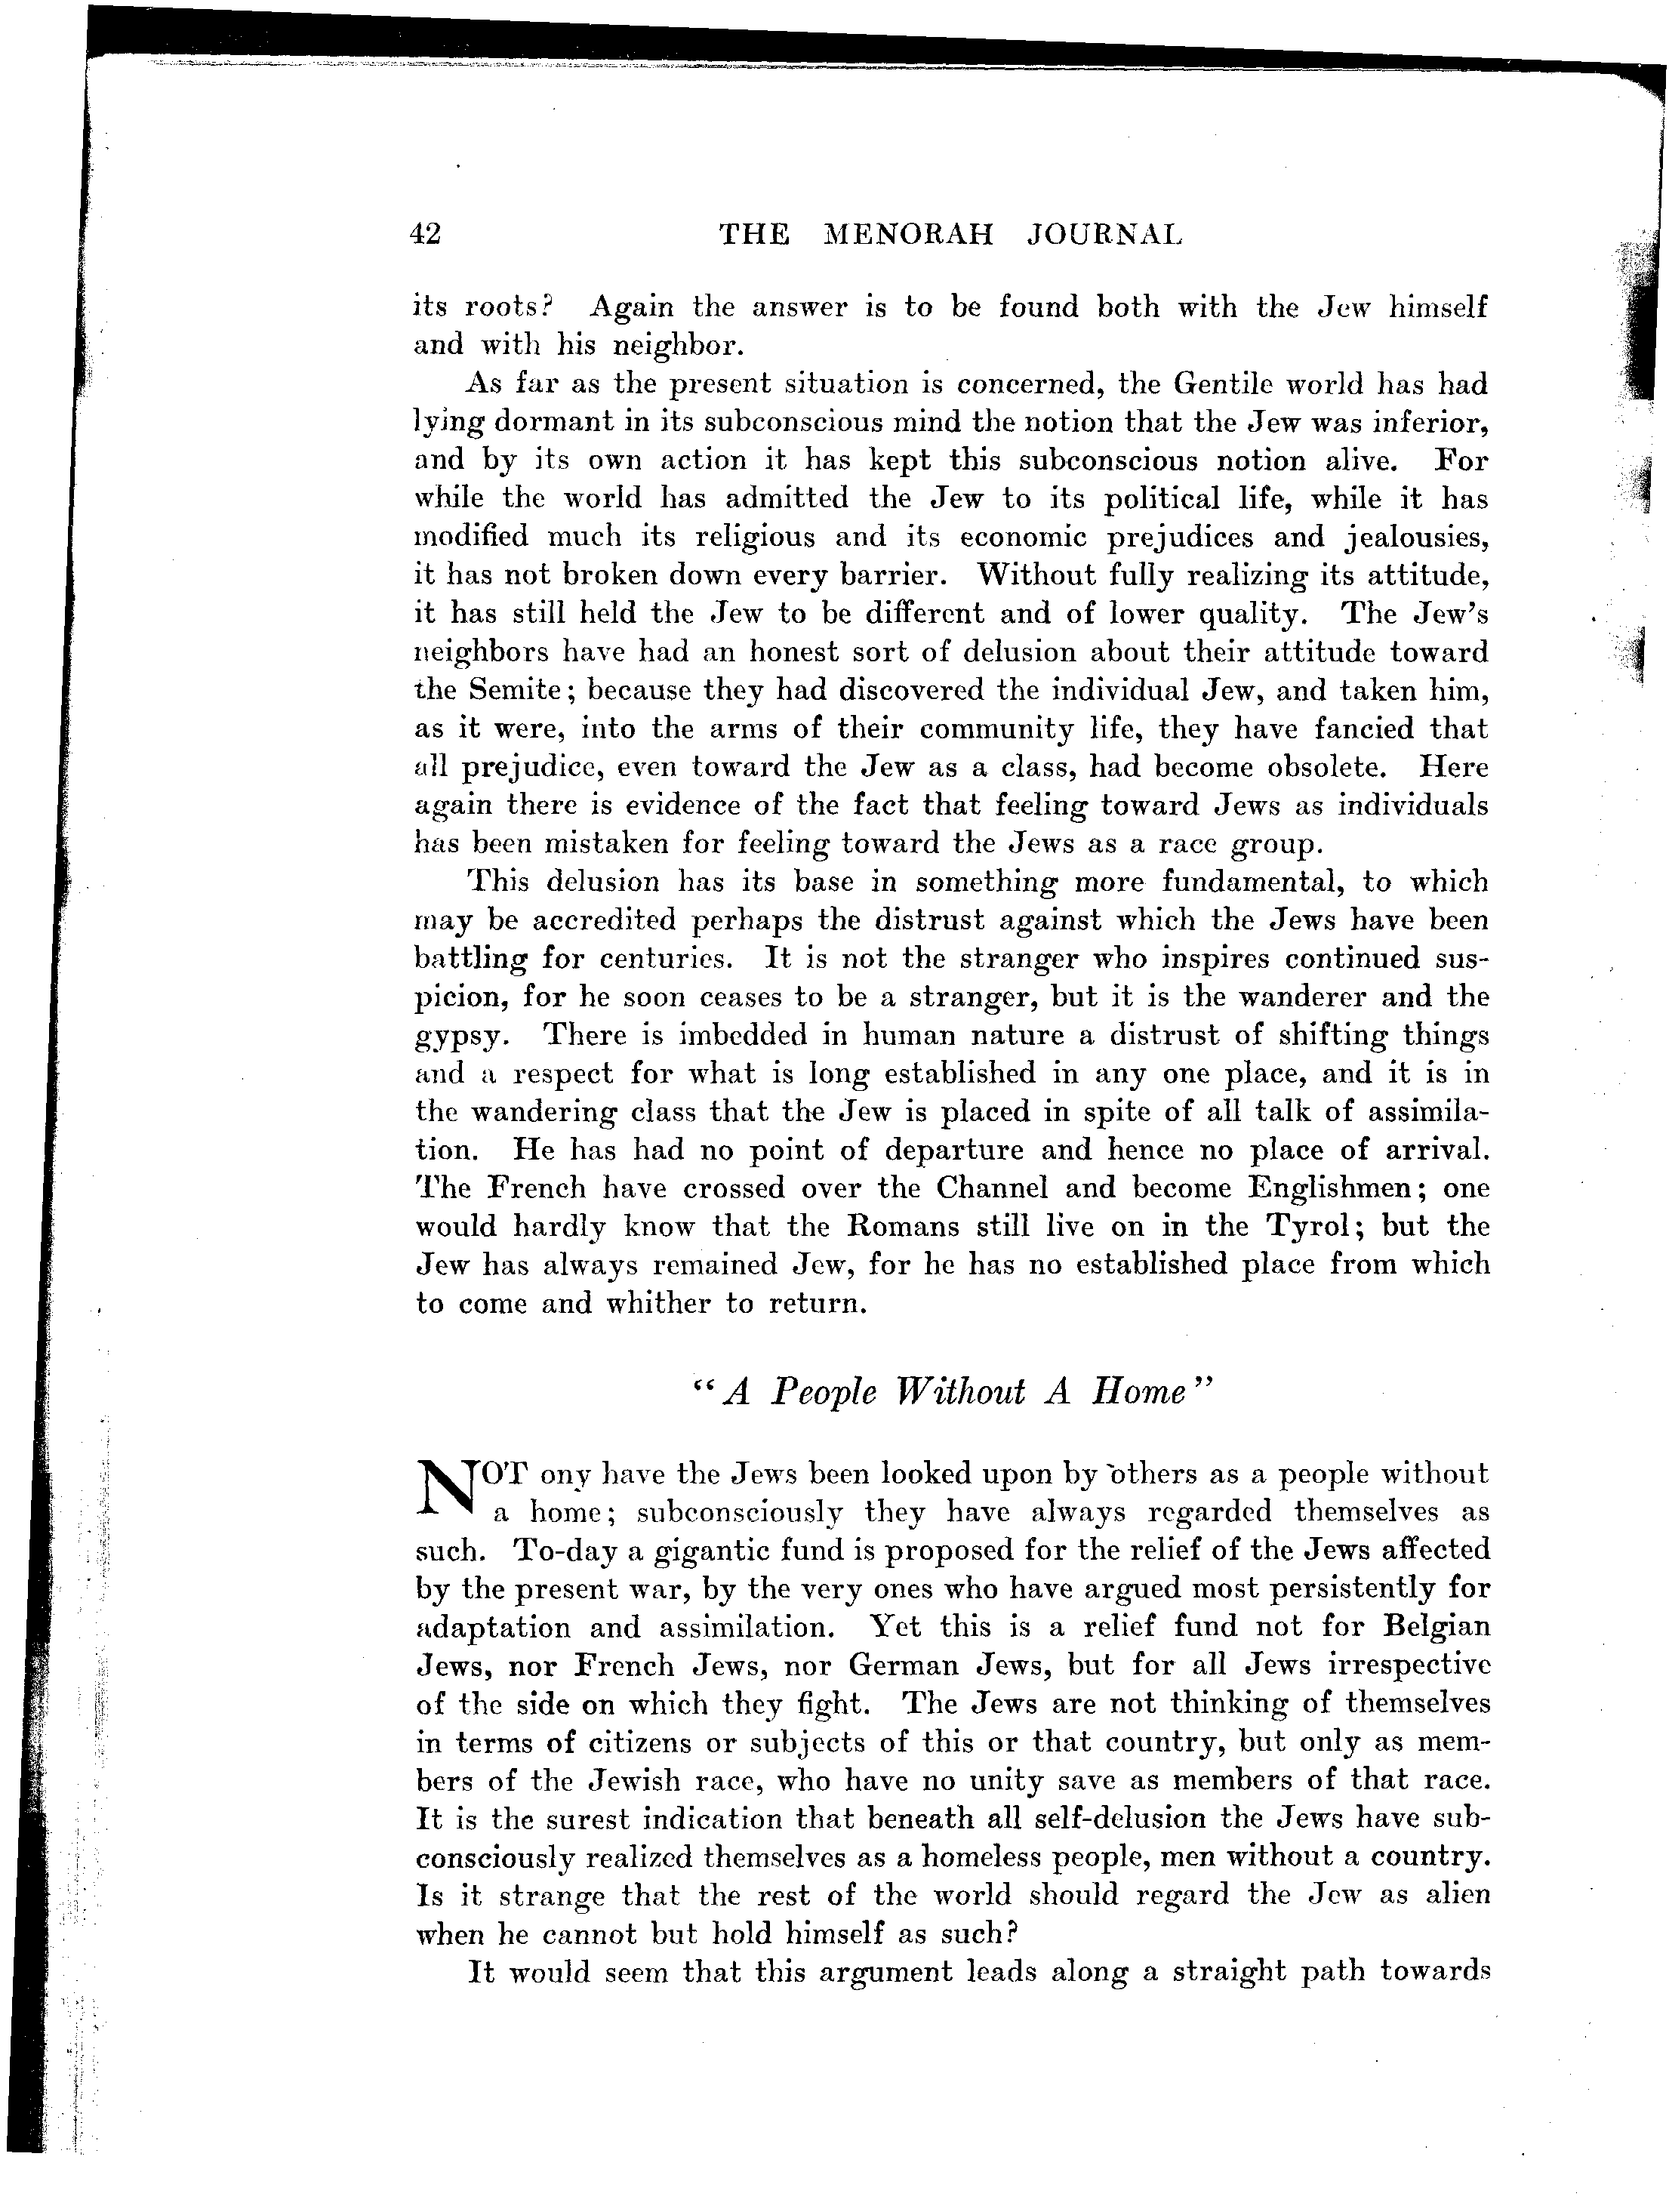 42 THE MENORAH JOURNAL
its roots? Again the answer is to be found both with the Jew himself
and with his neighbor.
As far as the present situation is concerned, the Gentile world has had
lying dormant in its subconscious mind the notion that the Jew was inferior,
and by its own action it has kept this subconscious notion alive. For
while the world has admitted the Jew to its political life, while it has
modified much its religious and its economic prejudices and jealousies,
it has not broken down every barrier. Without fully realizing its attitude,
it has still held the Jew to be different and of lower quality. The Jew's
neighbors have had an honest sort of delusion about their attitude toward
the Semite; because they had discovered the individual Jew, and taken him,
as it were, into the arms of their community life, they have fancied that
all prejudice, even toward the Jew as a class, had become obsolete. Here
again there is evidence of the fact that feeling toward Jews as individuals
has been mistaken for feeling toward the Jews as a race group.
This delusion has its base in something more fundamental, to which
may be accredited perhaps the distrust against which the Jews have been
battling for centuries. It is not the stranger who inspires continued sus-
picion, for he soon ceases to be a stranger, but it is the wanderer and the
gypsy. There is imbedded in human nature a distrust of shifting things
and a respect for what is long established in any one place, and it is in
the wandering class that the Jew is placed in spite of all talk of assimila-
tion. He has had no point of departure and hence no place of arrival.
The French have crossed over the Channel and become Englishmen; one
would hardly know that the Romans still live on in the Tyrol; but the
Jew has always remained Jew, for he has no established place from which
to come and whither to return.
"A People Without A Home"
NOT ony have the Jews been looked upon by others as a people without
a home; subconsciously they have always regarded themselves as
such. To-day a gigantic fund is proposed for the relief of the Jews affected
by the present war, by the very ones who have argued most persistently for
adaptation and assimilation. Yet this is a relief fund not for Belgian
Jews, nor French Jews, nor German Jews, but for all Jews irrespective
of the side on which they fight. The Jews are not thinking of themselves
in terms of citizens or subjects of this or that country, but only as mem-
bers of the Jewish race, who have no unity save as members of that race.
It is the surest indication that beneath all self-delusion the Jews have sub-
consciously realized themselves as a homeless people, men without a country.
Is it strange that the rest of the world should regard the Jew as alien
when he cannot but hold himself as such?
It would seem that this argument leads along a straight path towards